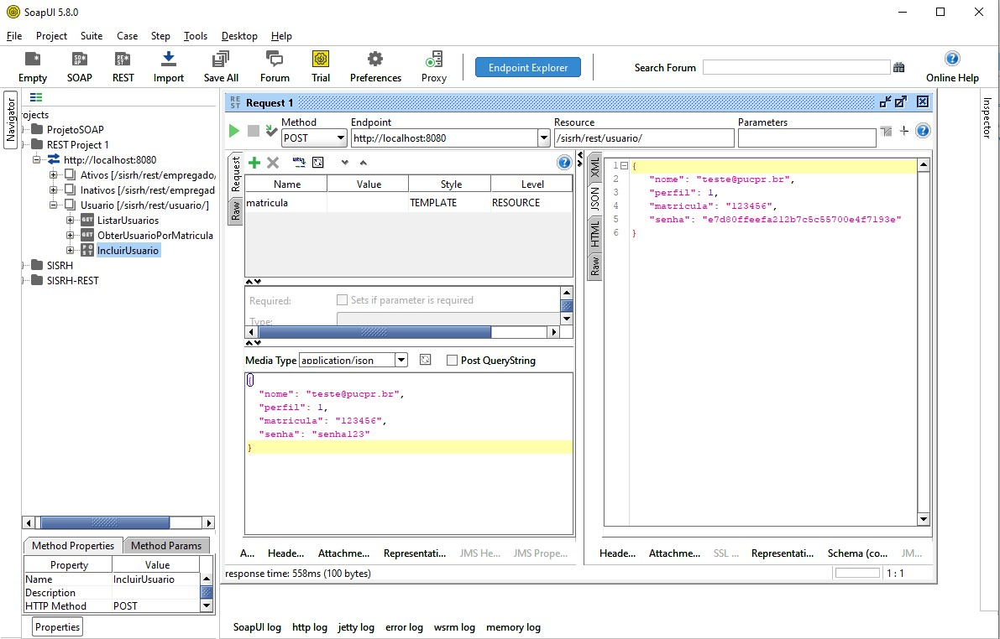 SoapUI 5.8.0
File Project Suite Case Step Tools Desktop Help
Empty SOAP REST Import Save All Forum Trial Preferences Proxy Endpoint Explorer Search Forum Online Help
Navigator
ojects
ProjetoSOAP
REST Project 1
http://localhost:8080
Ativos [/sisrh/rest/empregado/
Inativos [/sisrh/rest/empregad
Usuario [/sisrh/rest/usuario/]
GET ListarUsuarios
GET ObterUsuarioPorMatricula
POST IncluirUsuario
SISRH
SISRH-REST
Method Properties Method Params
Property Value
Name IncluirUsuario
Description
HTTP Method POST
Properties
REST Request 1
Method Endpoint Resource Parameters
POST http://localhost:8080 /sisrh/rest/usuario/
Request
Raw
Name Value Style Level
matricula TEMPLATE RESOURCE
Required: Sets if parameter is required
Type:
Media Type application/json Post QueryString
{
"nome": "teste@pucpr.br",
"perfil": 1,
"matricula": "123456",
"senha": "senha123"
}
A... Heade... Attachme... Representati... JMS He... JMS Prope...
XML
JSON
HTML
Raw
1 {
2 "nome": "teste@pucpr.br",
3 "perfil": 1,
4 "matricula": "123456",
5 "senha": "e7d80ffeefa212b7c5c55700e4f7193e"
6 }
Heade... Attachme... SSL ... Representati... Schema (co... JM...
response time: 558ms (100 bytes)
1 : 1
Inspector
SoapUI log http log jetty log error log wsrm log memory log